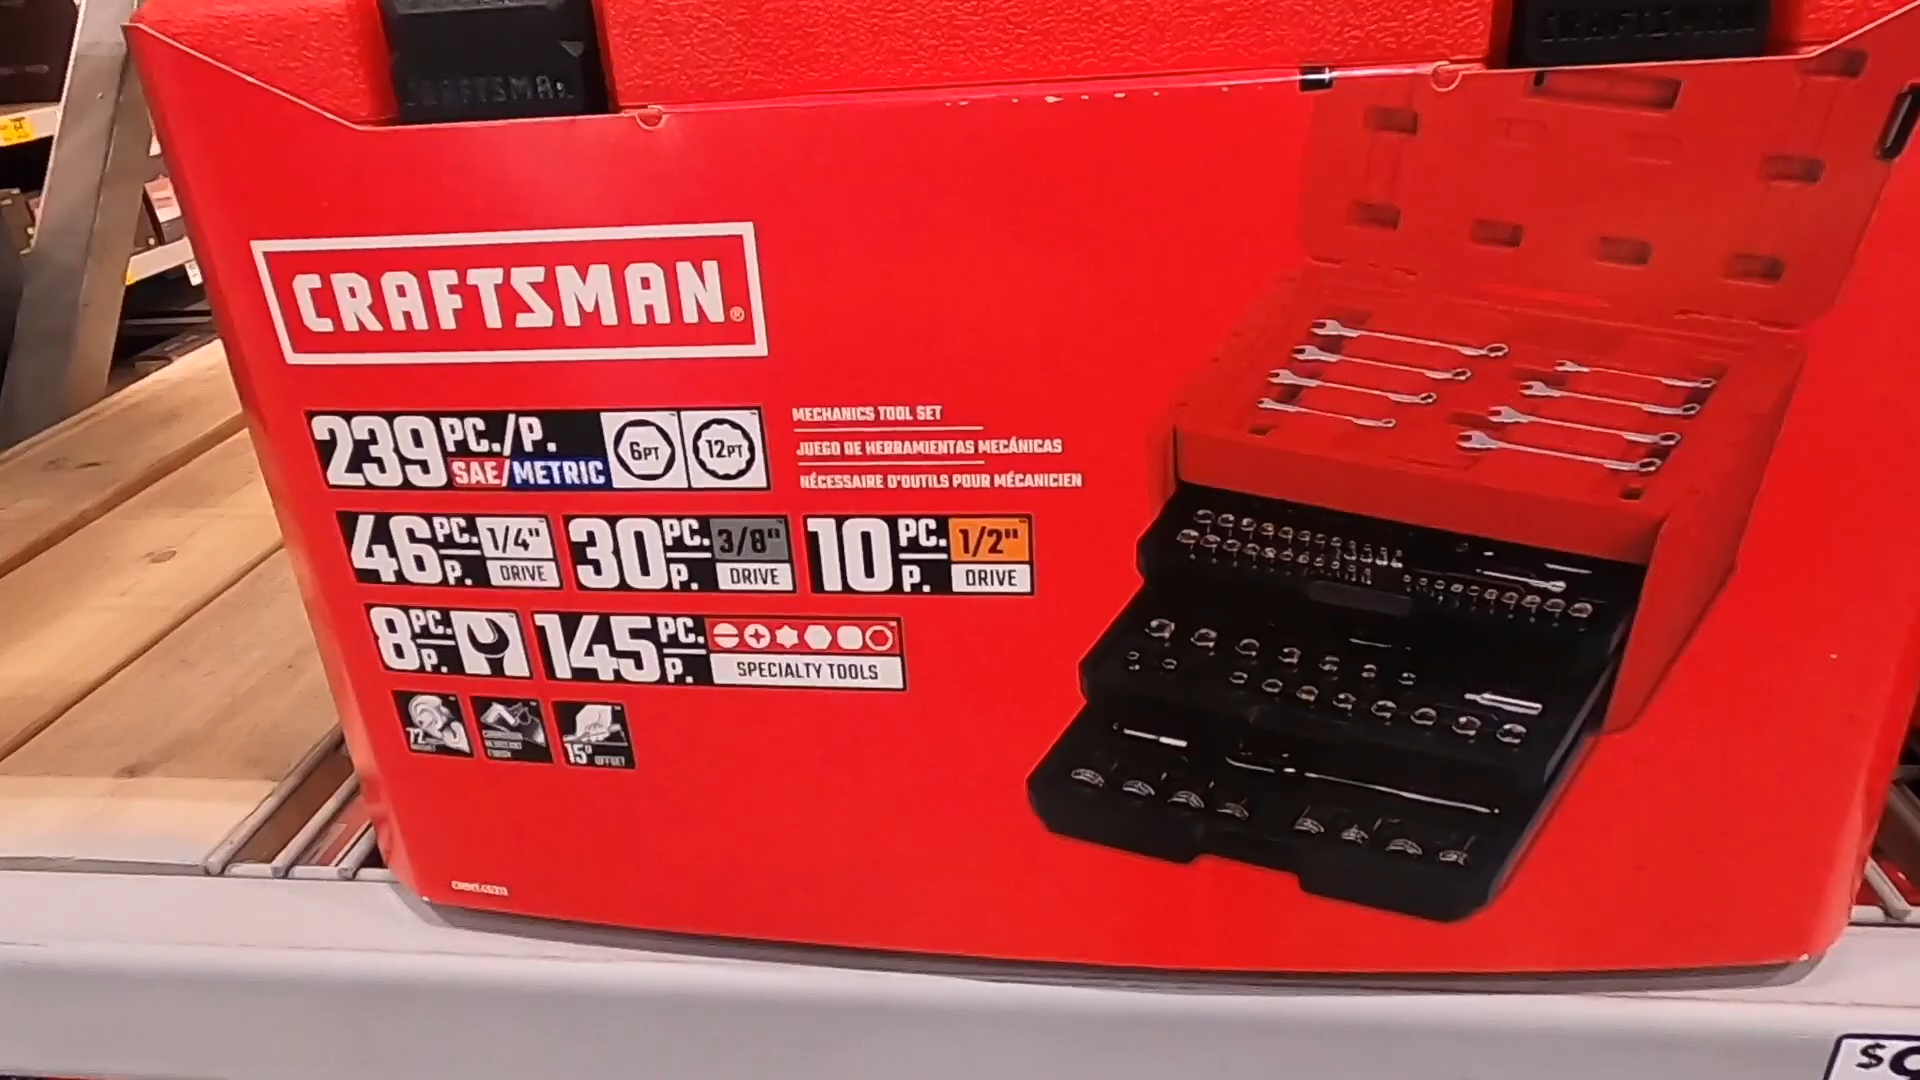 CRAFTSMAN
CRAFTSMAN
CRAFTSMAN®
239 PC./P.
SAE/METRIC
6PT
12PT
MECHANICS TOOL SET
JUEGO DE HERRAMIENTAS MECÁNICAS
NÉCESSAIRE D'OUTILS POUR MÉCANICIEN
46 PC. P. 1/4" DRIVE
30 PC. P. 3/8" DRIVE
10 PC. P. 1/2" DRIVE
8 PC. P.
145 PC. P. SPECIALTY TOOLS
72
15° OFFSET
$